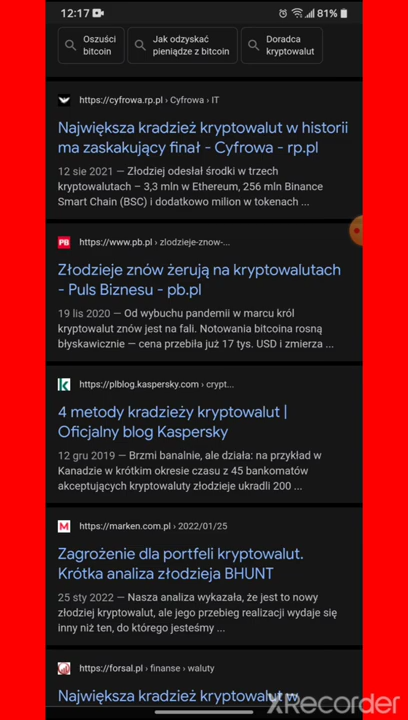 12:17
81%
Oszuści
bitcoin
Jak odzyskać
pieniądze z bitcoin
Doradca
kryptowalut
https://cyfrowa.rp.pl › Cyfrowa › IT
Największa kradzież kryptowalut w historii
ma zaskakujący finał - Cyfrowa - rp.pl
12 sie 2021 — Złodziej odesłał środki w trzech
kryptowalutach – 3,3 mln w Ethereum, 256 mln Binance
Smart Chain (BSC) i dodatkowo milion w tokenach ...
PB
https://www.pb.pl › zlodzieje-znow-...
Złodzieje znów żerują na kryptowalutach
- Puls Biznesu - pb.pl
19 lis 2020 — Od wybuchu pandemii w marcu król
kryptowalut znów jest na fali. Notowania bitcoina rosną
błyskawicznie — cena przebiła już 17 tys. USD i zmierza ...
https://plblog.kaspersky.com › crypt...
4 metody kradzieży kryptowalut |
Oficjalny blog Kaspersky
12 gru 2019 — Brzmi banalnie, ale działa: na przykład w
Kanadzie w krótkim okresie czasu z 45 bankomatów
akceptujących kryptowaluty złodzieje ukradli 200 ...
M
https://marken.com.pl › 2022/01/25
Zagrożenie dla portfeli kryptowalut.
Krótka analiza złodzieja BHUNT
25 sty 2022 — Nasza analiza wykazała, że jest to nowy
złodziej kryptowalut, ale jego przebieg realizacji wydaje się
inny niż ten, do którego jesteśmy ...
https://forsal.pl › finanse › waluty
Największa kradzież kryptowalut w
XRecorder